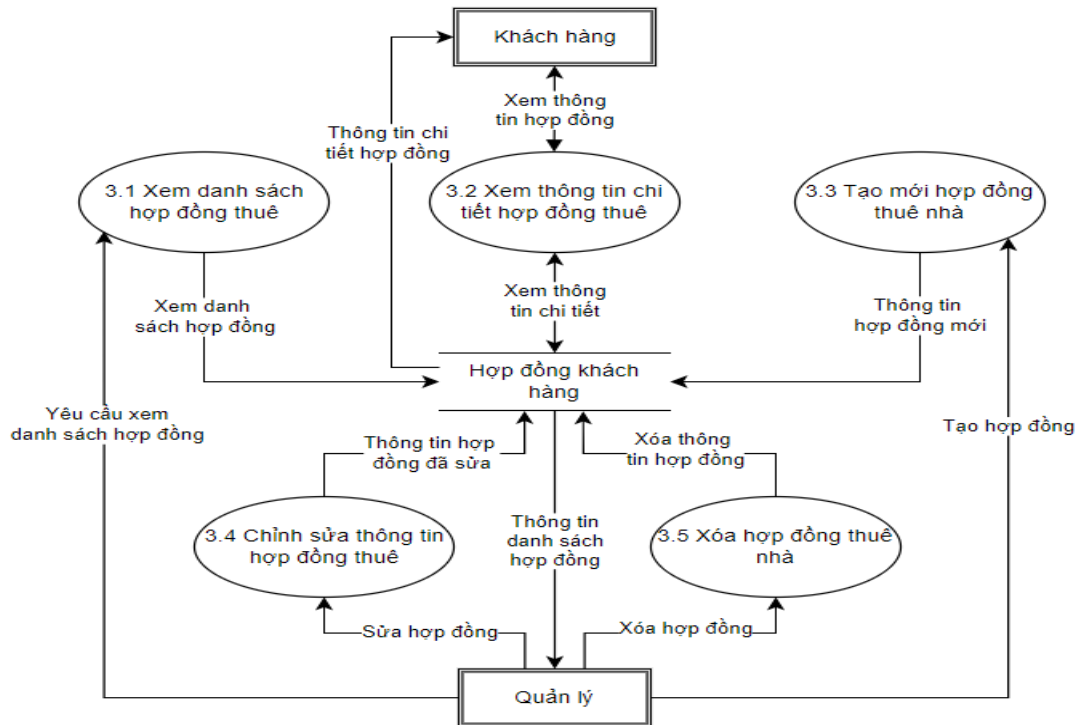 Khách hàng
Xem thông
tin hợp đồng
Thông tin chi
tiết hợp đồng
3.1 Xem danh sách
hợp đồng thuê
3.2 Xem thông tin chi
tiết hợp đồng thuê
3.3 Tạo mới hợp đồng
thuê nhà
Xem danh
sách hợp đồng
Xem thông
tin chi tiết
Thông tin
hợp đồng mới
Hợp đồng khách
hàng
Yêu cầu xem
danh sách hợp đồng
Tạo hợp đồng
Thông tin hợp
đồng đã sửa
Xóa thông
tin hợp đồng
3.4 Chỉnh sửa thông tin
hợp đồng thuê
Thông tin
danh sách
hợp đồng
3.5 Xóa hợp đồng thuê
nhà
Sửa hợp đồng
Xóa hợp đồng
Quản lý